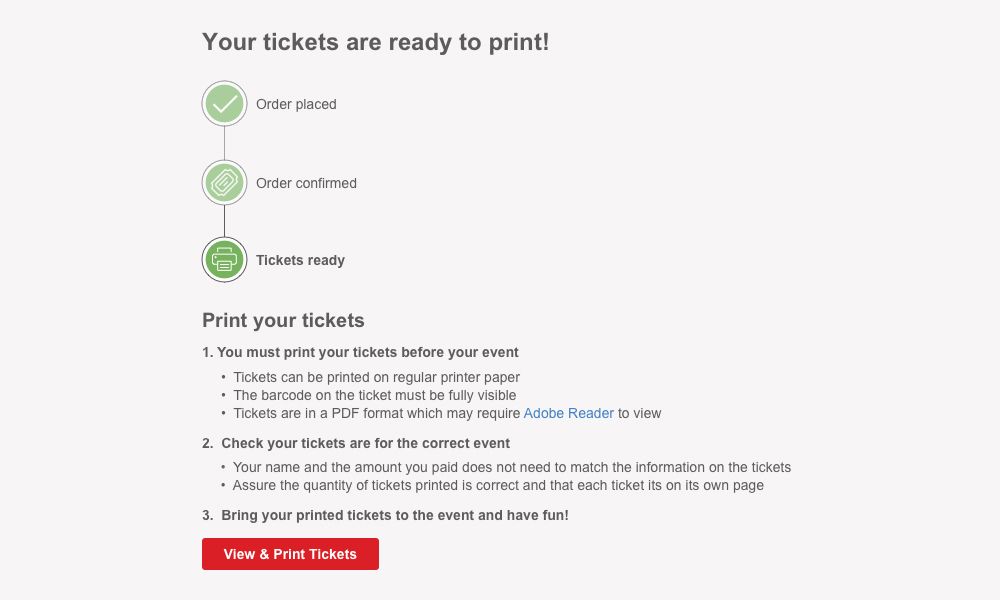 Your tickets are ready to print!
Order placed
Order confirmed
Tickets ready
Print your tickets
1. You must print your tickets before your event
• Tickets can be printed on regular printer paper
• The barcode on the ticket must be fully visible
• Tickets are in a PDF format which may require Adobe Reader to view
2. Check your tickets are for the correct event
• Your name and the amount you paid does not need to match the information on the tickets
• Assure the quantity of tickets printed is correct and that each ticket its on its own page
3. Bring your printed tickets to the event and have fun!
View & Print Tickets